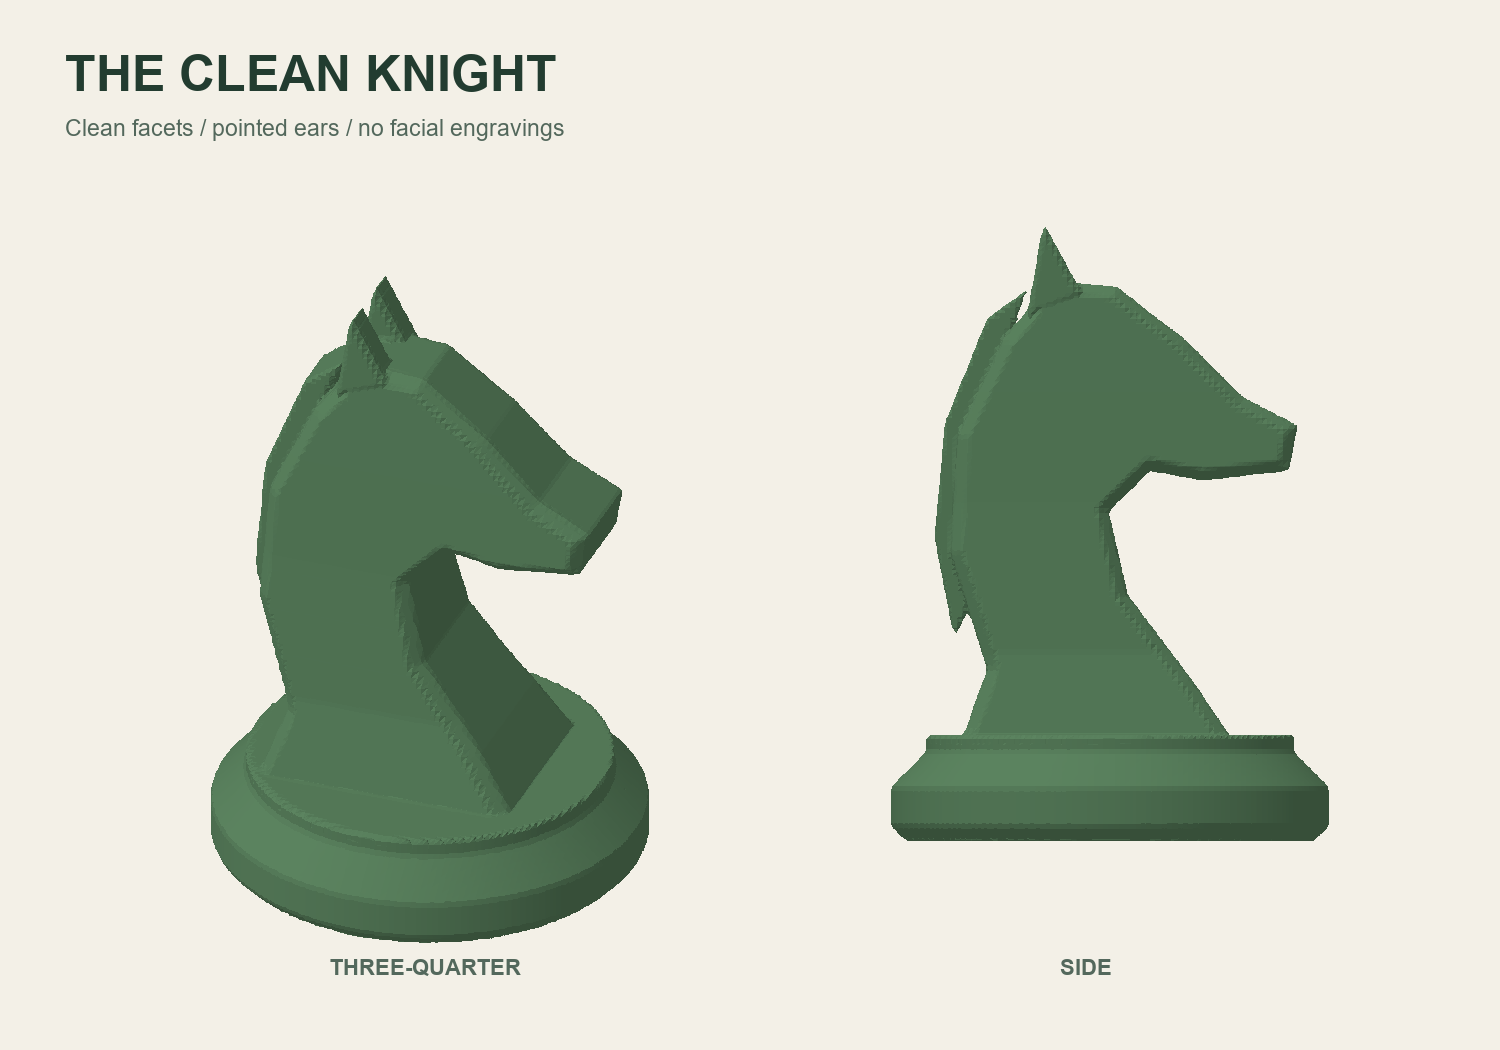 THE CLEAN KNIGHT
Clean facets / pointed ears / no facial engravings
THREE-QUARTER
SIDE